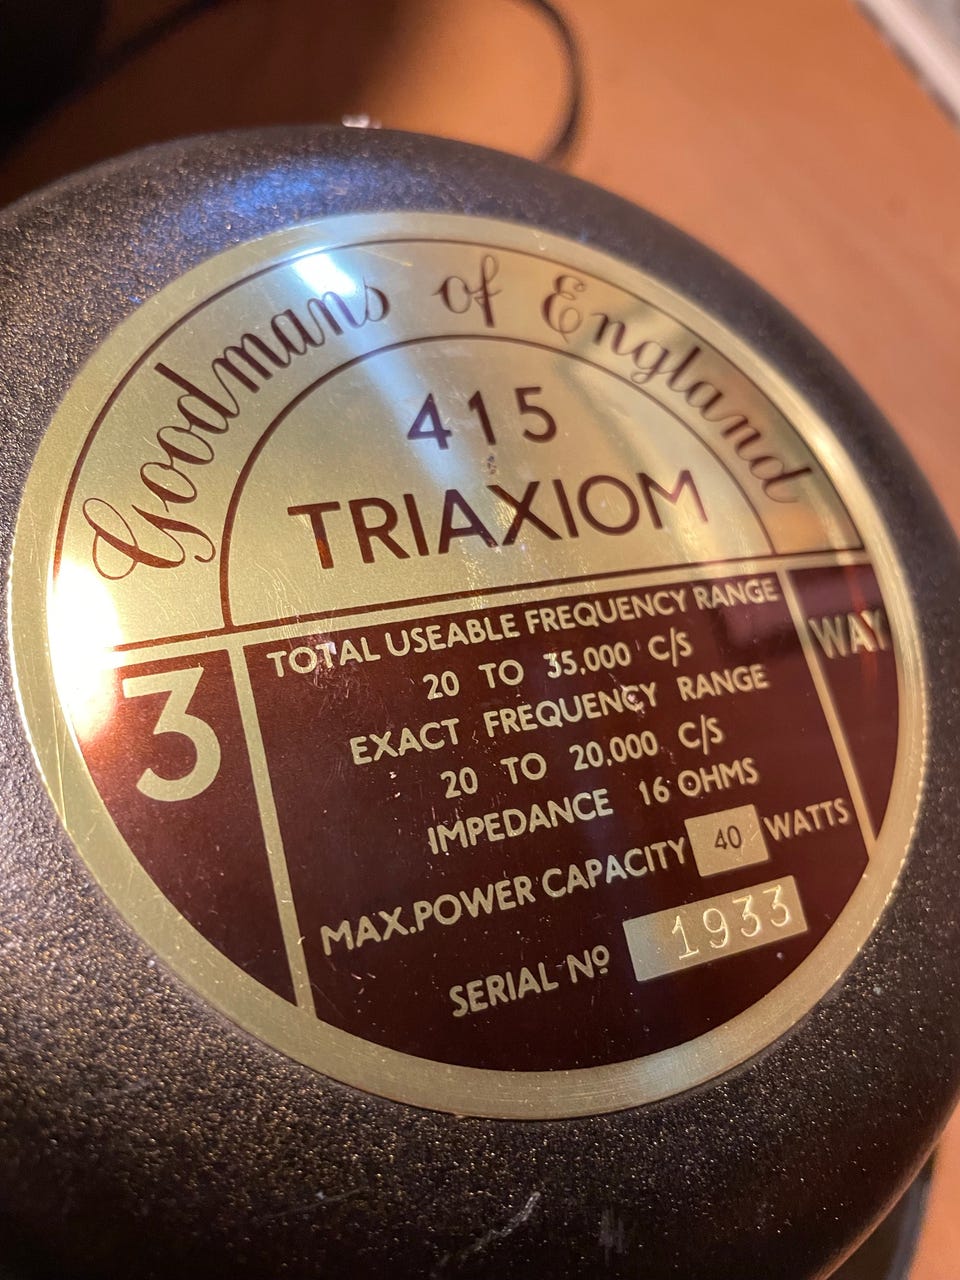 Goodmans of England
415
TRIAXIOM
3
WAY
TOTAL USEABLE FREQUENCY RANGE
20 TO 35,000 C/S
EXACT FREQUENCY RANGE
20 TO 20,000 C/S
IMPEDANCE 16 OHMS
MAX.POWER CAPACITY 40 WATTS
SERIAL Nº 1933